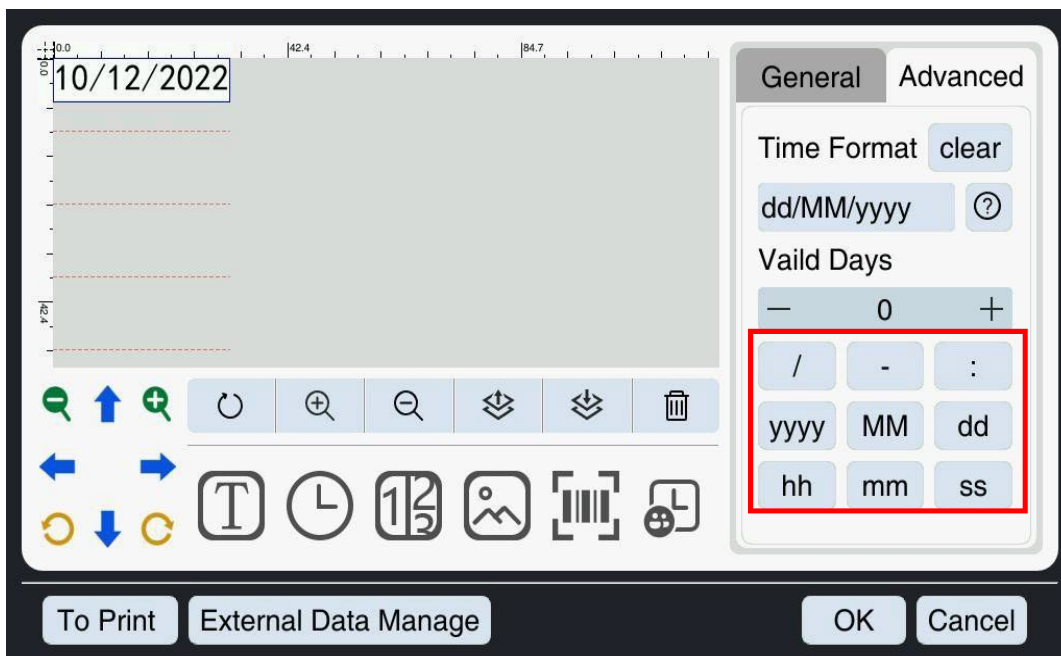 0.0 42.4 84.7
0.0
10/12/2022
42.4
General Advanced
Time Format clear
dd/MM/yyyy ?
Vaild Days
— 0 +
/ - :
yyyy MM dd
hh mm ss
T 123
To Print External Data Manage OK Cancel